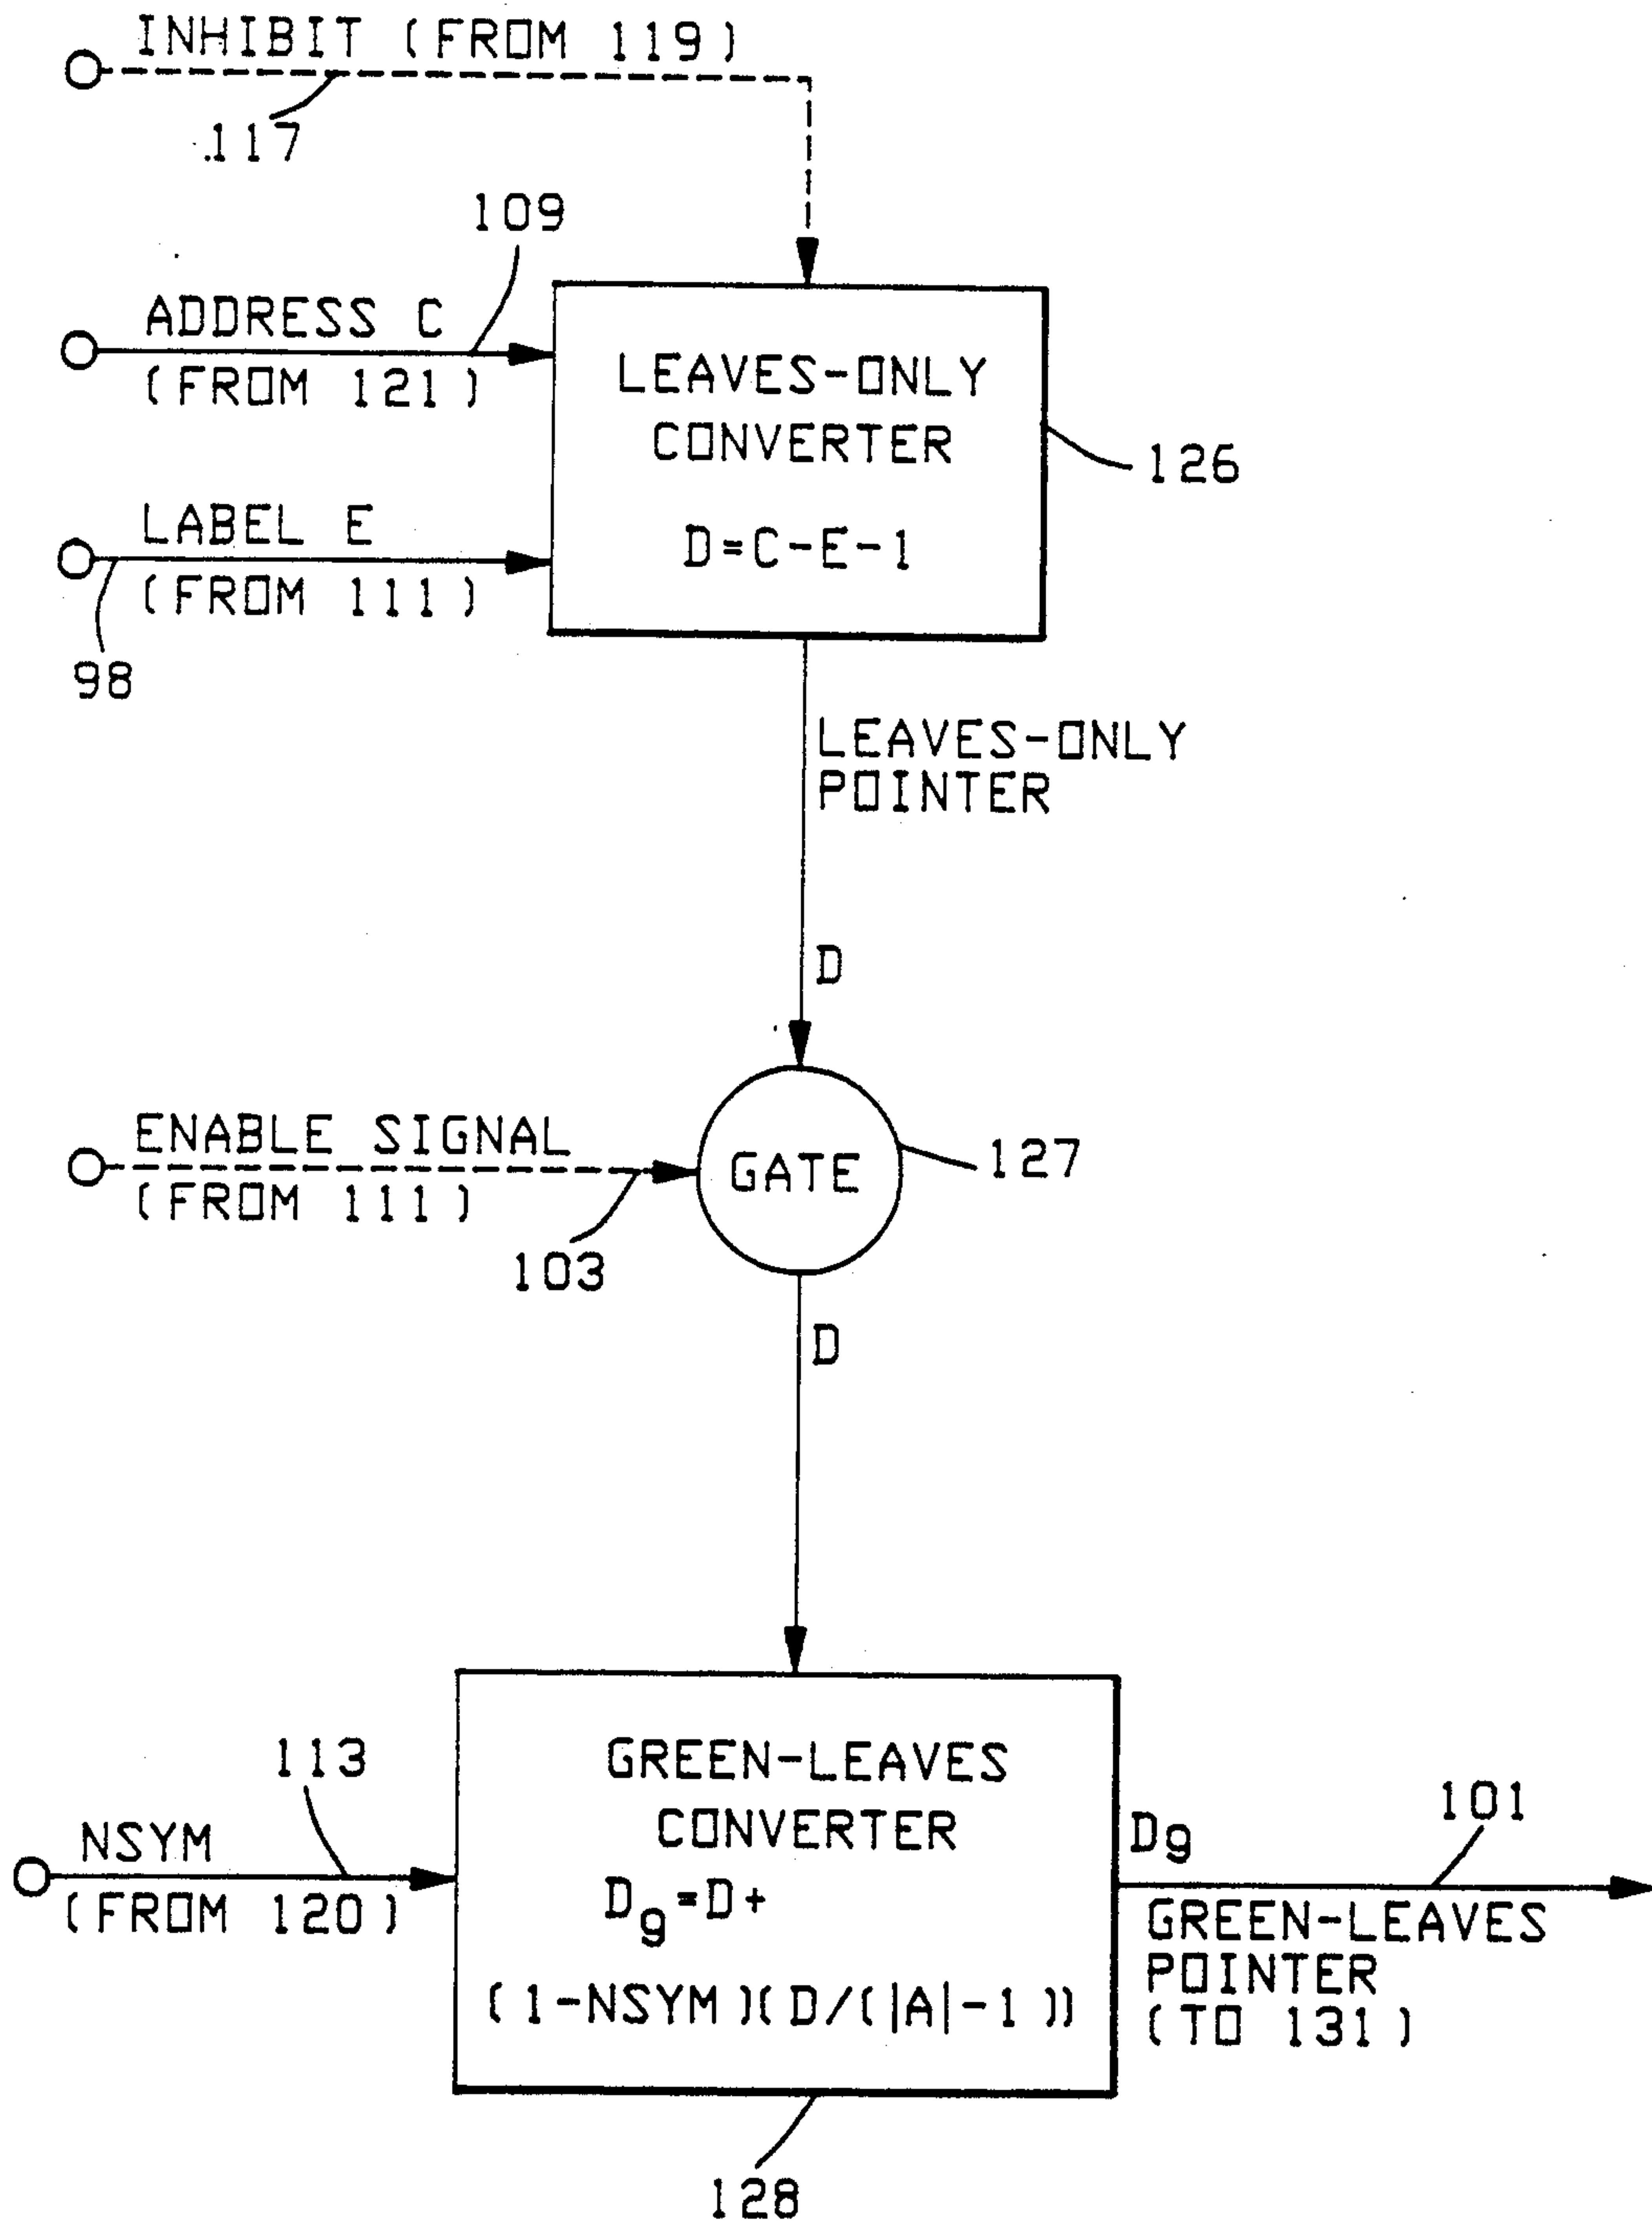 INHIBIT (FROM 119)
117
109
ADDRESS C
(FROM 121)
LEAVES-ONLY
CONVERTER
126
LABEL E
D=C-E-1
(FROM 111)
98
LEAVES-ONLY
POINTER
D
ENABLE SIGNAL
(FROM 111)
GATE
127
103
D
113
GREEN-LEAVES
CONVERTER
101
NSYM
(FROM 120)
Dg=D+
Dg
GREEN-LEAVES
POINTER
(TO 131)
(1-NSYM)(D/(|A|-1))
128